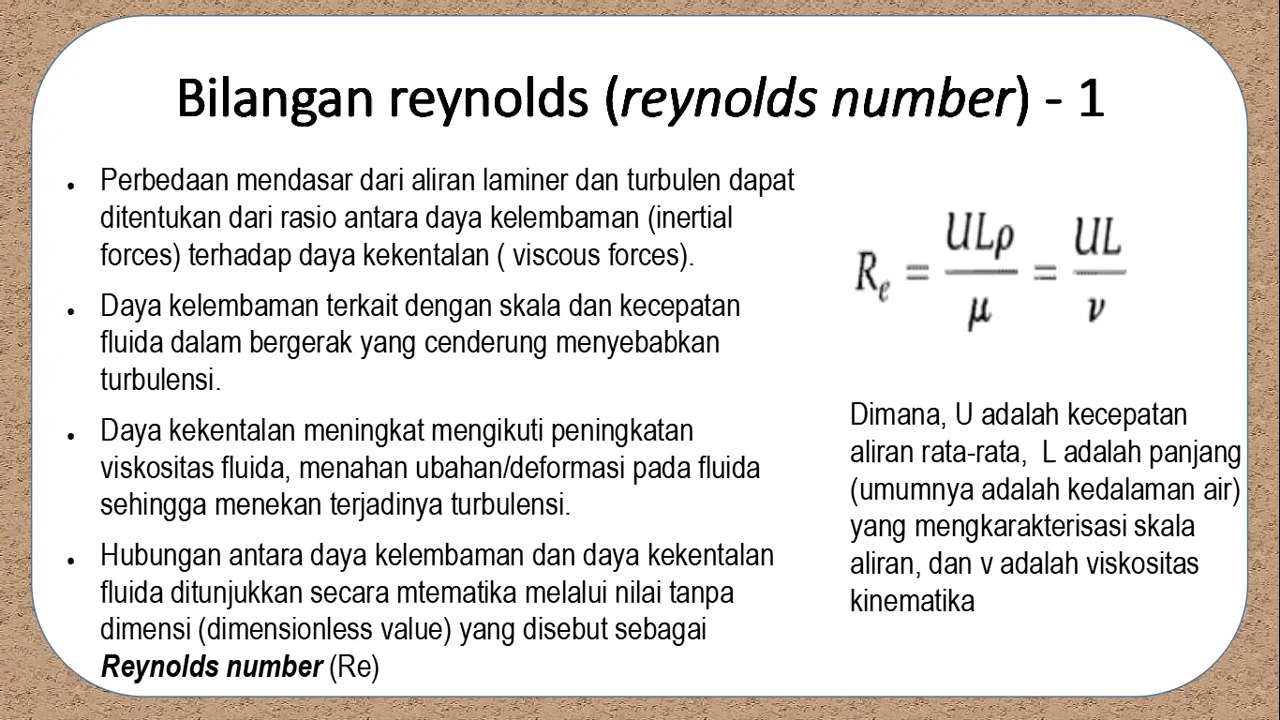 Bilangan reynolds (reynolds number) - 1
• Perbedaan mendasar dari aliran laminer dan turbulen dapat
ditentukan dari rasio antara daya kelembaman (inertial
forces) terhadap daya kekentalan ( viscous forces).
• Daya kelembaman terkait dengan skala dan kecepatan
fluida dalam bergerak yang cenderung menyebabkan
turbulensi.
• Daya kekentalan meningkat mengikuti peningkatan
viskositas fluida, menahan ubahan/deformasi pada fluida
sehingga menekan terjadinya turbulensi.
• Hubungan antara daya kelembaman dan daya kekentalan
fluida ditunjukkan secara mtematika melalui nilai tanpa
dimensi (dimensionless value) yang disebut sebagai
Reynolds number (Re)
Re = ULρ/μ = UL/ν
Dimana, U adalah kecepatan
aliran rata-rata, L adalah panjang
(umumnya adalah kedalaman air)
yang mengkarakterisasi skala
aliran, dan v adalah viskositas
kinematika